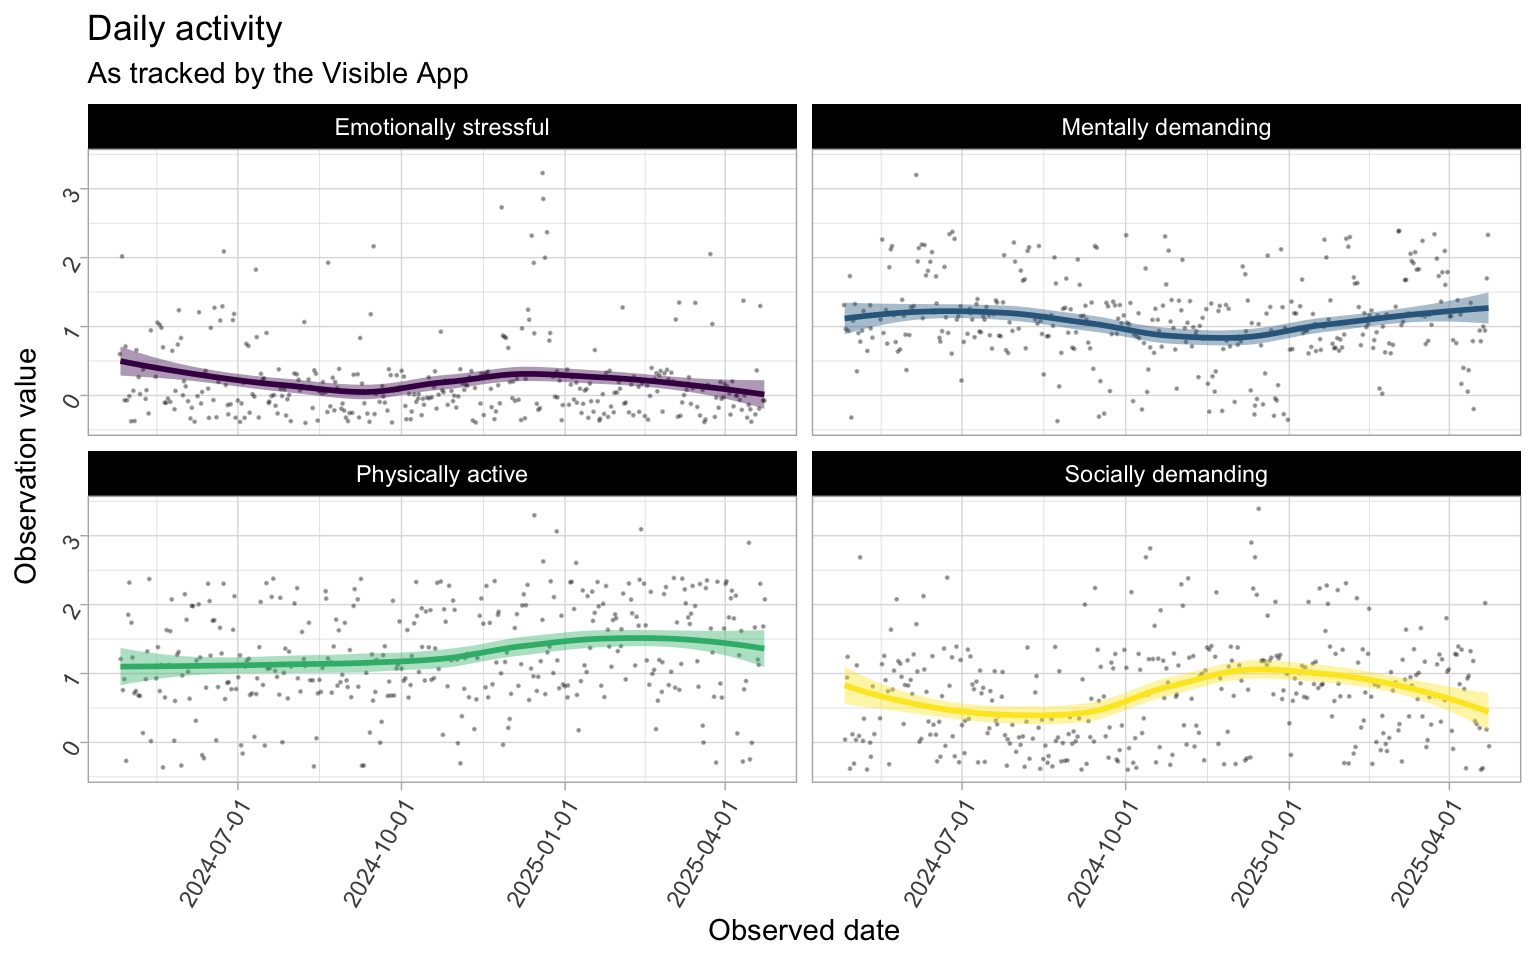 Daily activity
As tracked by the Visible App
Emotionally stressful
Mentally demanding
3
2
1
0
Physically active
Socially demanding
3
2
1
0
Observation value
2024-07-01
2024-10-01
2025-01-01
2025-04-01
2024-07-01
2024-10-01
2025-01-01
2025-04-01
Observed date